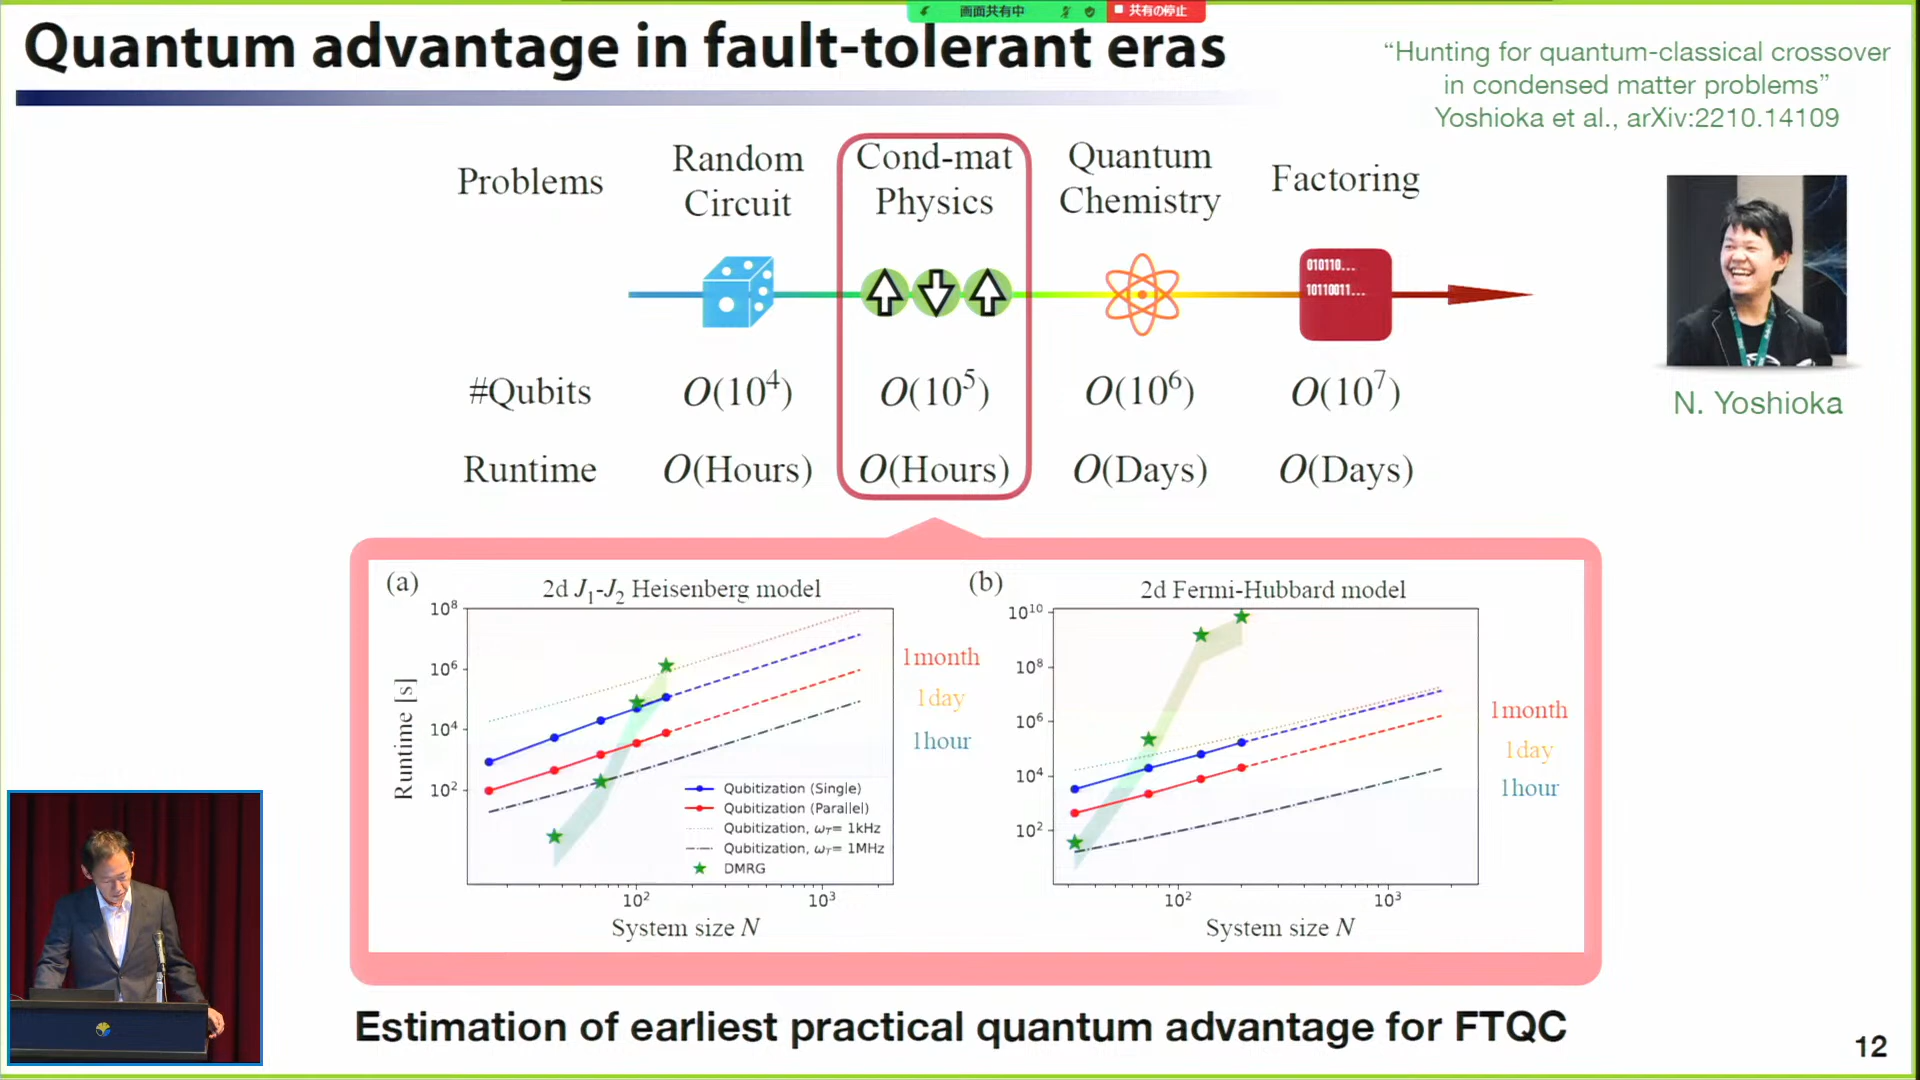 画面共有中
共有の停止
Quantum advantage in fault-tolerant eras
“Hunting for quantum-classical crossover
in condensed matter problems”
Yoshioka et al., arXiv:2210.14109
Problems
Random
Circuit
Cond-mat
Physics
Quantum
Chemistry
Factoring
010110...
10110011...
#Qubits
O(10⁴)
O(10⁵)
O(10⁶)
O(10⁷)
Runtime
O(Hours)
O(Hours)
O(Days)
O(Days)
N. Yoshioka
(a)
2d J₁-J₂ Heisenberg model
Runtime [s]
10⁸
10⁶
10⁴
10²
10²
10³
System size N
Qubitization (Single)
Qubitization (Parallel)
Qubitization, ω_T= 1kHz
Qubitization, ω_T= 1MHz
DMRG
1month
1day
1hour
(b)
2d Fermi-Hubbard model
10¹⁰
10⁸
10⁶
10⁴
10²
10²
10³
System size N
1month
1day
1hour
Estimation of earliest practical quantum advantage for FTQC
12